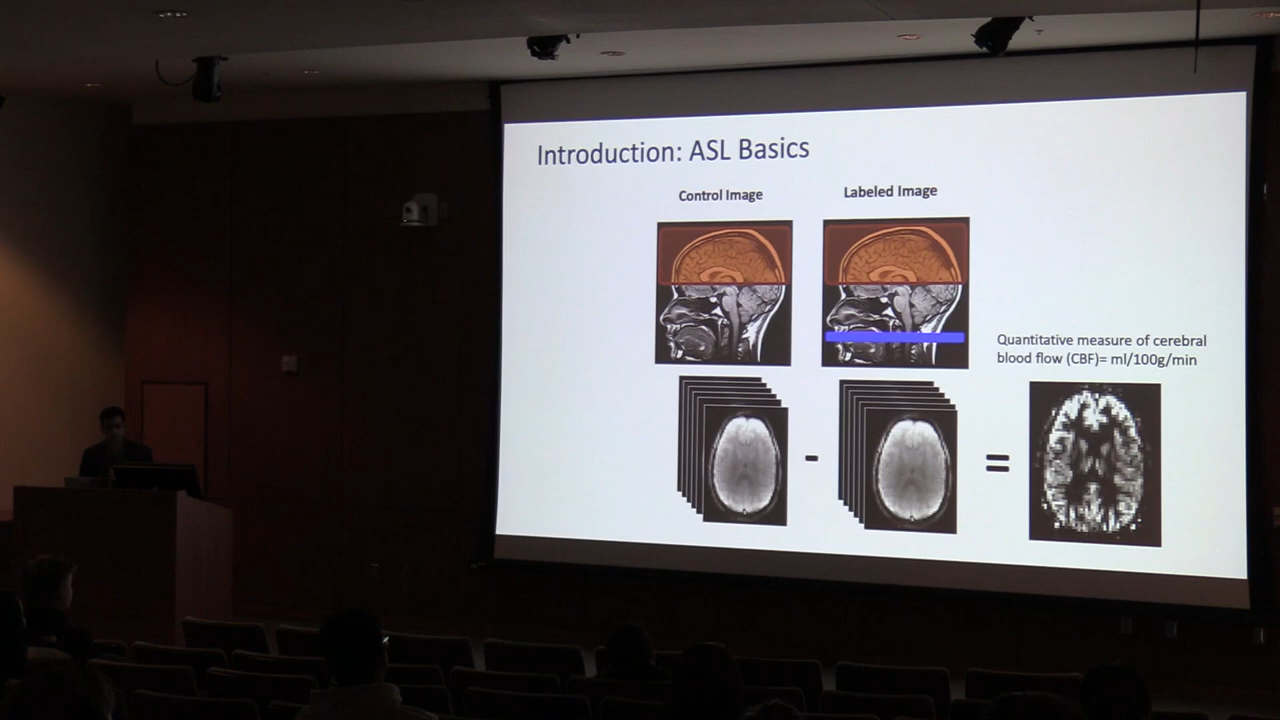 Introduction: ASL Basics
Control Image
Labeled Image
Quantitative measure of cerebral
blood flow (CBF)= ml/100g/min
-
=